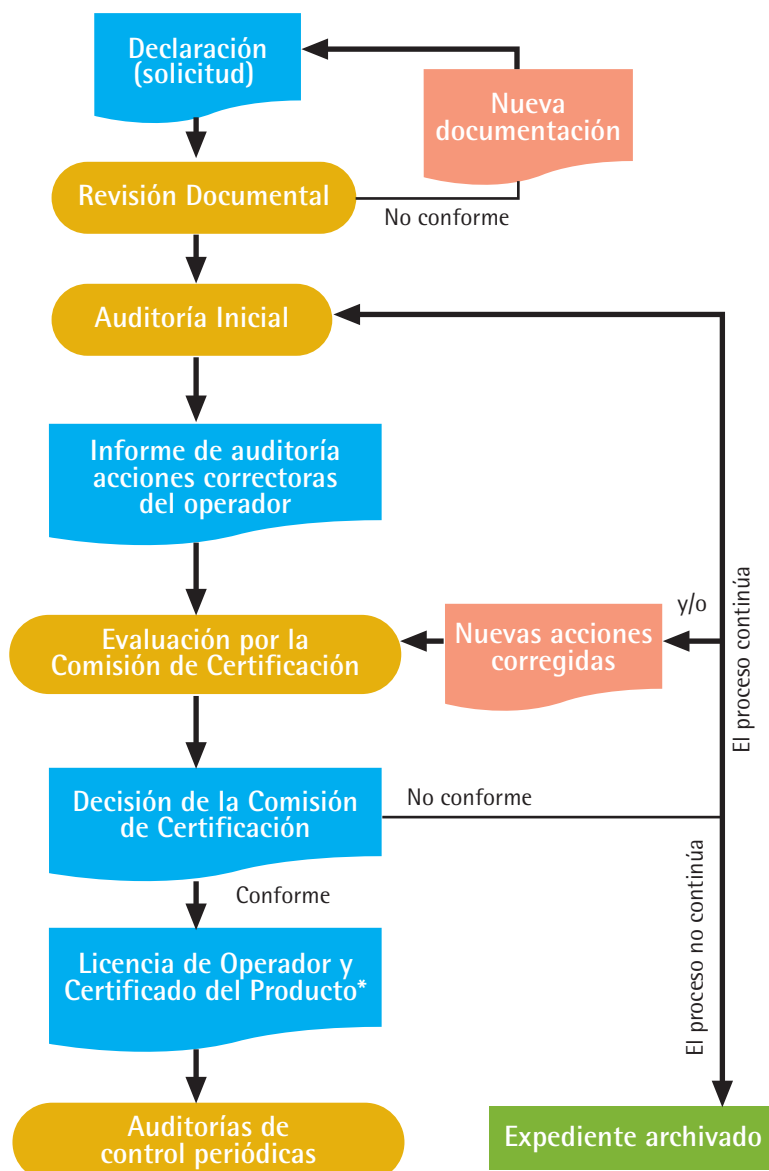 Declaración
(solicitud)
Nueva
documentación
Revisión Documental
No conforme
Auditoría Inicial
Informe de auditoría
acciones correctoras
del operador
El proceso continúa
y/o
Evaluación por la
Comisión de Certificación
Nuevas acciones
corregidas
Decisión de la Comisión
de Certificación
No conforme
Conforme
El proceso no continúa
Licencia de Operador y
Certificado del Producto*
Auditorías de
control periódicas
Expediente archivado